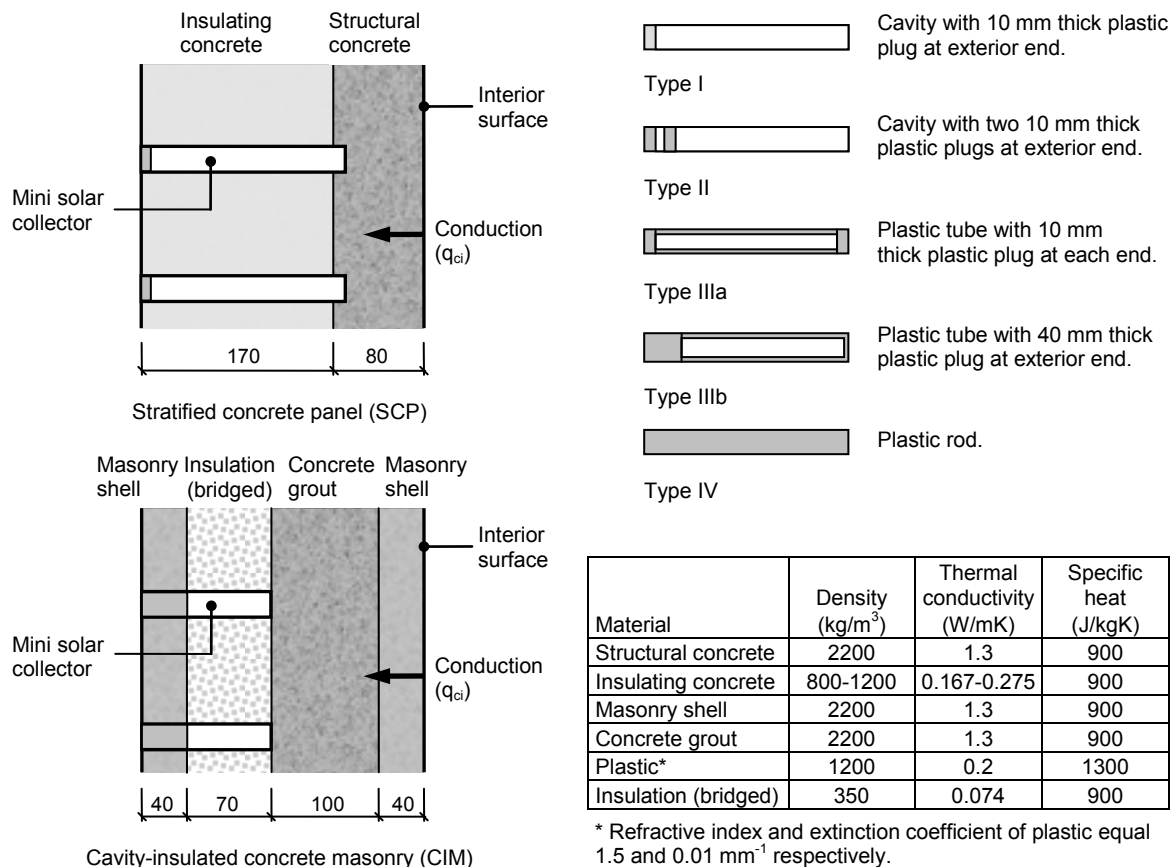 Insulating
concrete
Structural
concrete
Interior
surface
Mini solar
collector
Conduction
(qci)
170
80
Stratified concrete panel (SCP)
Masonry
shell
Insulation
(bridged)
Concrete
grout
Masonry
shell
Interior
surface
Mini solar
collector
Conduction
(qci)
40
70
100
40
Cavity-insulated concrete masonry (CIM)
Cavity with 10 mm thick plastic
plug at exterior end.
Type I
Cavity with two 10 mm thick
plastic plugs at exterior end.
Type II
Plastic tube with 10 mm
thick plastic plug at each end.
Type IIIa
Plastic tube with 40 mm thick
plastic plug at exterior end.
Type IIIb
Plastic rod.
Type IV
Material
Density
(kg/m³)
Thermal
conductivity
(W/mK)
Specific
heat
(J/kgK)
Structural concrete 2200 1.3 900
Insulating concrete 800-1200 0.167-0.275 900
Masonry shell 2200 1.3 900
Concrete grout 2200 1.3 900
Plastic* 1200 0.2 1300
Insulation (bridged) 350 0.074 900
* Refractive index and extinction coefficient of plastic equal
1.5 and 0.01 mm⁻¹ respectively.